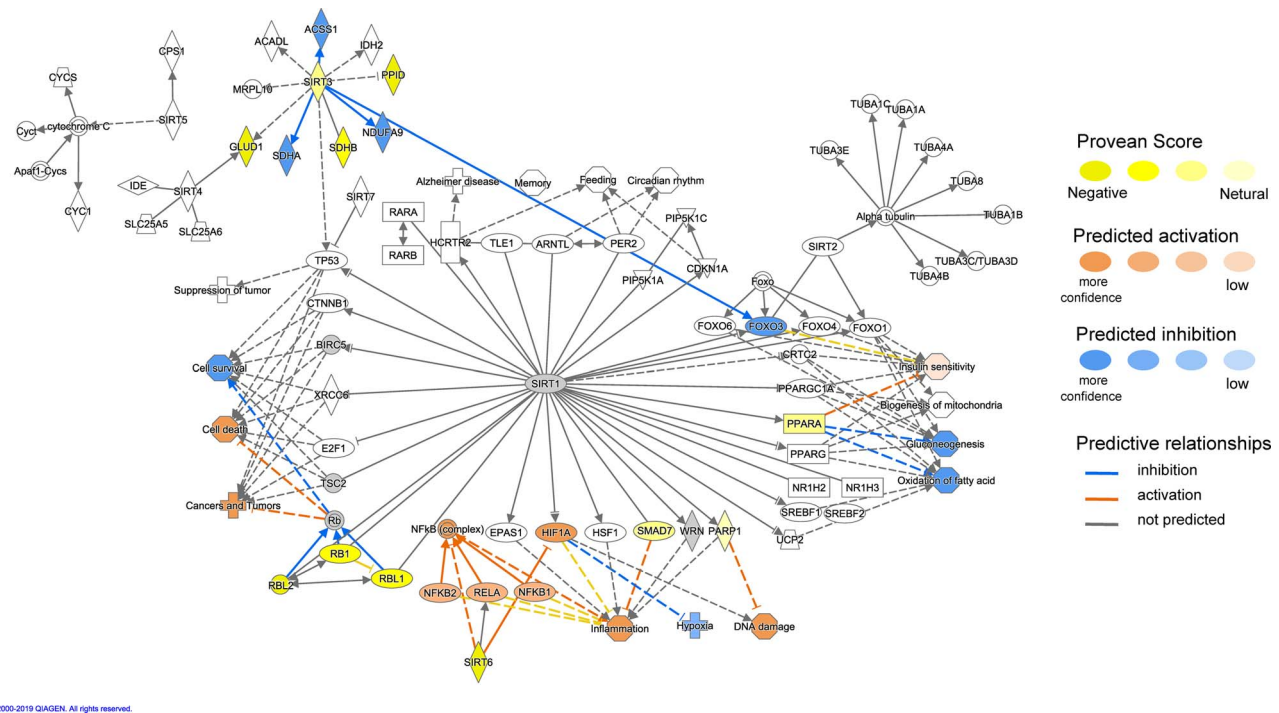 ACSS1
ACADL
IDH2
CPS1
SIRT3
PPID
MRPL10
CYCS
SIRT5
cytochrome C
Cyct
GLUD1
SDHA
SDHB
NDUFA9
Apaf1-Cycs
IDE
SIRT4
CYC1
SLC25A5
SLC25A6
SIRT7
TUBA1C
TUBA1A
TUBA3E
TUBA4A
TUBA8
Alpha tubulin
TUBA1B
TUBA3C/TUBA3D
TUBA4B
SIRT2
Alzheimer disease
Memory
Feeding
Circadian rhythm
RARA
RARB
HCRTR2
TLE1
ARNTL
PER2
PIP5K1C
PIP5K1A
CDKN1A
TP53
Suppression of tumor
CTNNB1
BIRC5
Cell survival
XRCC6
Cell death
E2F1
TSC2
Cancers and Tumors
Rb
RB1
RBL2
RBL1
SIRT1
Foxo
FOXO6
FOXO3
FOXO4
FOXO1
CRTC2
Insulin sensitivity
PPARGC1A
Biogenesis of mitochondria
PPARA
Gluconeogenesis
PPARG
Oxidation of fatty acid
NR1H2
NR1H3
SREBF1
SREBF2
UCP2
NFkB (complex)
EPAS1
HIF1A
HSF1
SMAD7
WRN
PARP1
NFKB2
RELA
NFKB1
Inflammation
Hypoxia
DNA damage
SIRT6
Provean Score
Negative
Netural
Predicted activation
more
confidence
low
Predicted inhibition
more
confidence
low
Predictive relationships
inhibition
activation
not predicted
2000-2019 QIAGEN. All rights reserved.